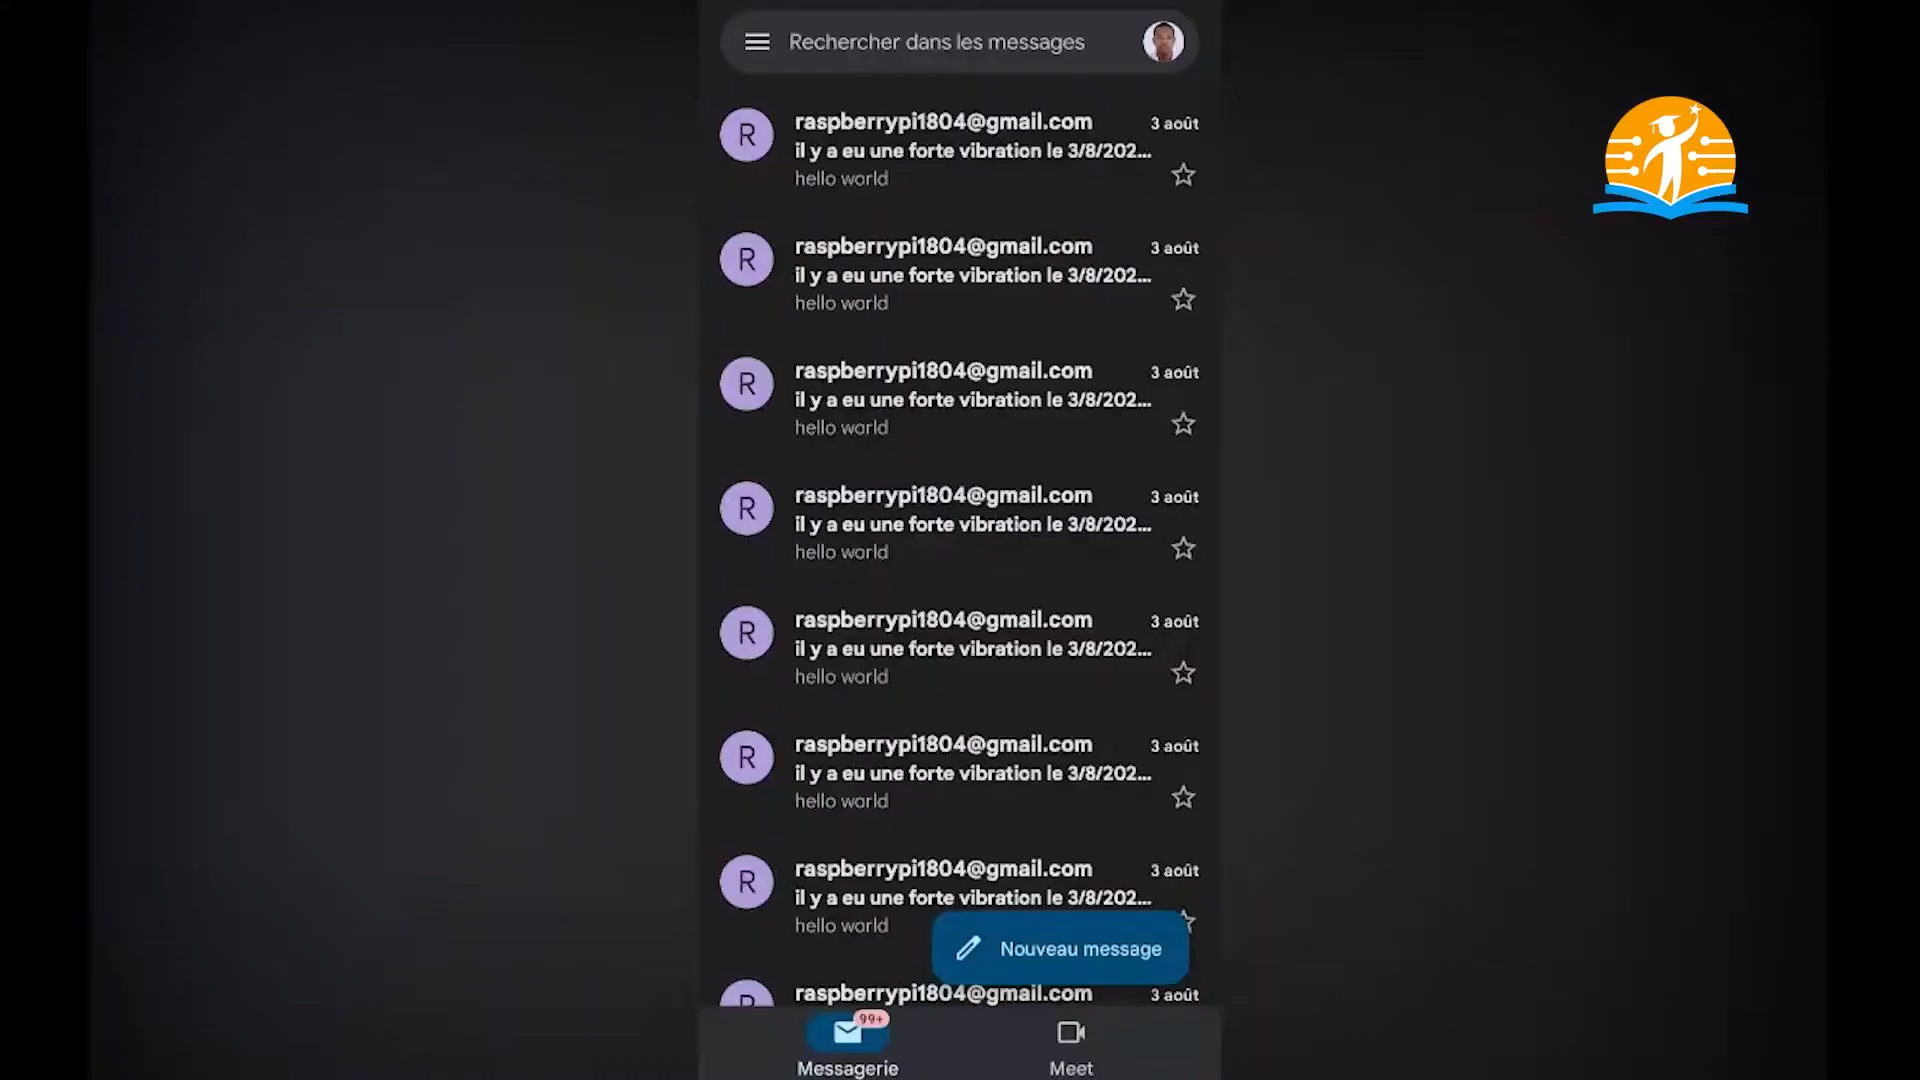 Rechercher dans les messages
R
raspberrypi1804@gmail.com
3 août
il y a eu une forte vibration le 3/8/202...
hello world
R
raspberrypi1804@gmail.com
3 août
il y a eu une forte vibration le 3/8/202...
hello world
R
raspberrypi1804@gmail.com
3 août
il y a eu une forte vibration le 3/8/202...
hello world
R
raspberrypi1804@gmail.com
3 août
il y a eu une forte vibration le 3/8/202...
hello world
R
raspberrypi1804@gmail.com
3 août
il y a eu une forte vibration le 3/8/202...
hello world
R
raspberrypi1804@gmail.com
3 août
il y a eu une forte vibration le 3/8/202...
hello world
R
raspberrypi1804@gmail.com
3 août
il y a eu une forte vibration le 3/8/202...
hello world
Nouveau message
R
raspberrypi1804@gmail.com
3 août
99+
Messagerie
Meet